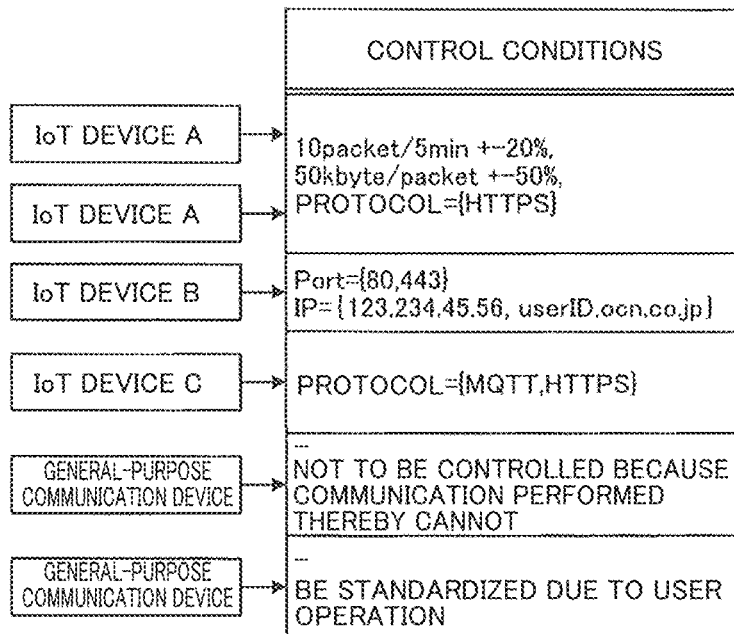 CONTROL CONDITIONS
IoT DEVICE A
10packet/5min +-20%,
50kbyte/packet +-50%,
PROTOCOL={HTTPS}
IoT DEVICE A
IoT DEVICE B
Port={80,443}
IP={123,234.45.56, userID.ocn.co.jp}
IoT DEVICE C
PROTOCOL={MQTT,HTTPS}
GENERAL-PURPOSE
COMMUNICATION DEVICE
--
NOT TO BE CONTROLLED BECAUSE
COMMUNICATION PERFORMED
THEREBY CANNOT
GENERAL-PURPOSE
COMMUNICATION DEVICE
--
BE STANDARDIZED DUE TO USER
OPERATION